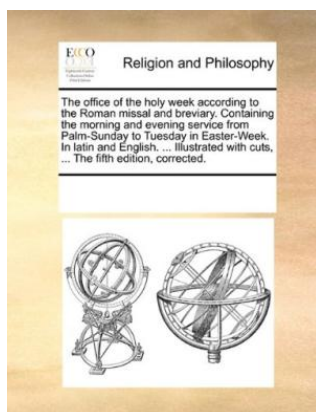 ECCO
Religion and Philosophy
The office of the holy week according to
the Roman missal and breviary. Containing
the morning and evening service from
Palm-Sunday to Tuesday in Easter-Week.
In latin and English. ... Illustrated with cuts,
... The fifth edition, corrected.